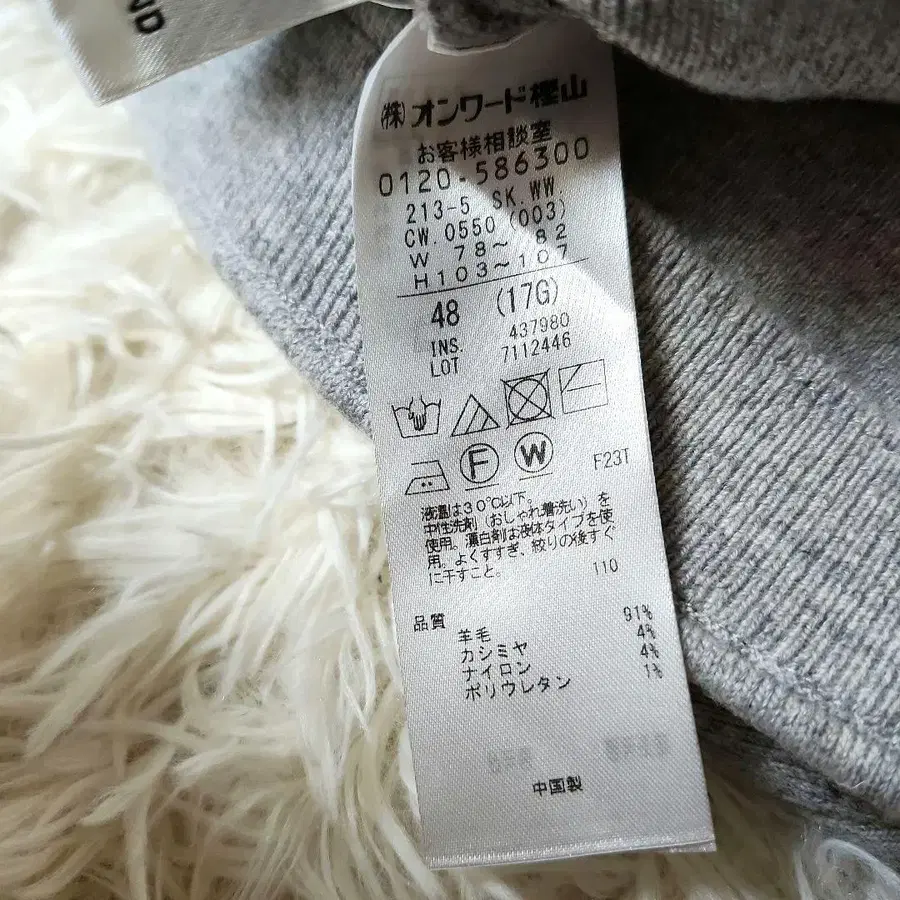 ND
㈱オンワード樫山
お客様相談室
0120-586300
213-5 SK.WW.
CW.0550 (003)
W 78～82
H103～107
48 (17G)
INS. 437980
LOT 7112446
F W F23T
液温は30℃以下。
中性洗剤(おしゃれ着洗い)を
使用。漂白剤は液体タイプを使
用。よくすすぎ、絞りの後すぐ
に干すこと。 110
品質
羊毛 91%
カシミヤ 4%
ナイロン 4%
ポリウレタン 1%
中国製